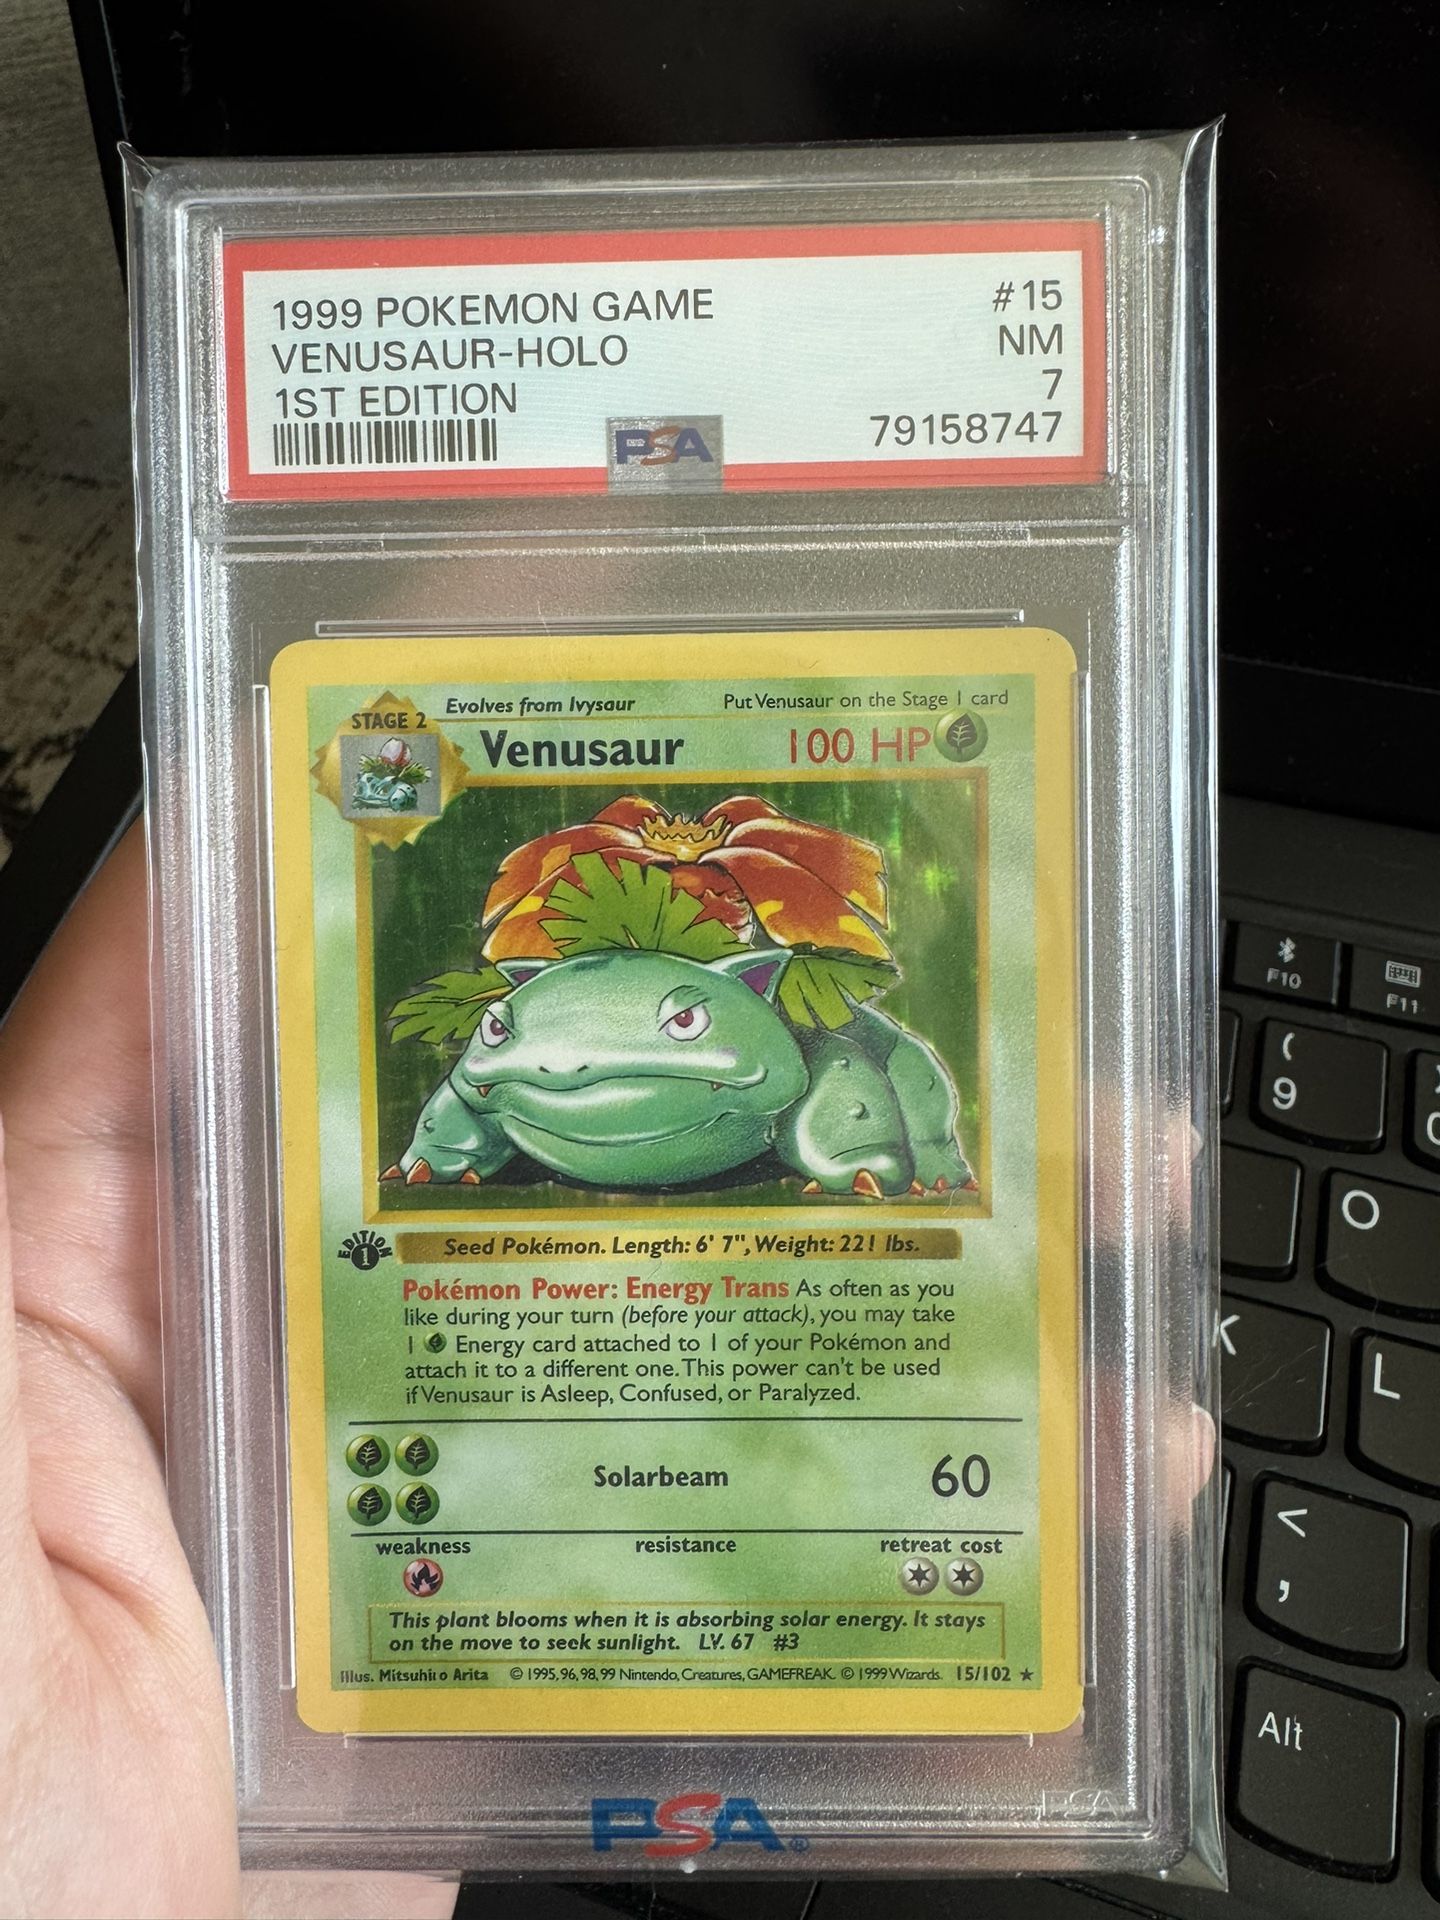 1999 POKEMON GAME #15
VENUSAUR-HOLO NM
1ST EDITION 7
79158747
PSA
STAGE 2
Evolves from Ivysaur
Put Venusaur on the Stage 1 card
Venusaur 100 HP
EDITION
1
Seed Pokémon. Length: 6' 7", Weight: 221 lbs.
Pokémon Power: Energy Trans As often as you
like during your turn (before your attack), you may take
1 Energy card attached to 1 of your Pokémon and
attach it to a different one. This power can't be used
if Venusaur is Asleep, Confused, or Paralyzed.
Solarbeam 60
weakness resistance retreat cost
This plant blooms when it is absorbing solar energy. It stays
on the move to seek sunlight. LV. 67 #3
Illus. Mitsuhiro Arita © 1995, 96, 98, 99 Nintendo, Creatures, GAMEFREAK. © 1999 Wizards. 15/102 ★
PSA
PSA®
F10
F11
(
9
O
K
L
<
,
Alt